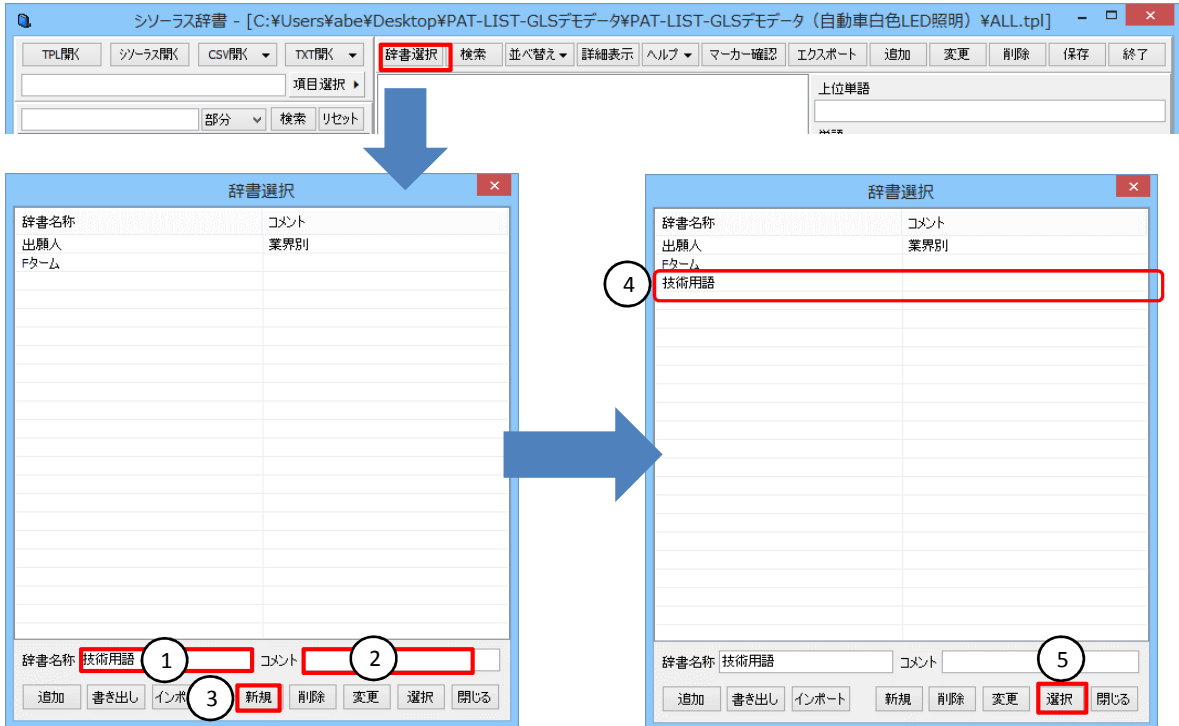 シソーラス辞書 - [C:¥Users¥abe¥Desktop¥PAT-LIST-GLSデモデータ¥PAT-LIST-GLSデモデータ（自動車白色LED照明）¥ALL.tpl]
TPL開く シソーラス開く CSV開く TXT開く 辞書選択 検索 並べ替え 詳細表示 ヘルプ マーカー確認 エクスポート 追加 変更 削除 保存 終了
項目選択
上位単語
部分 検索 リセット
辞書選択
辞書名称 コメント
出願人 業界別
Fターム
辞書名称 技術用語 1 コメント 2
追加 書き出し インポ 3 新規 削除 変更 選択 閉じる
辞書選択
辞書名称 コメント
出願人 業界別
Fターム
4 技術用語
辞書名称 技術用語 コメント 5
追加 書き出し インポート 新規 削除 変更 選択 閉じる